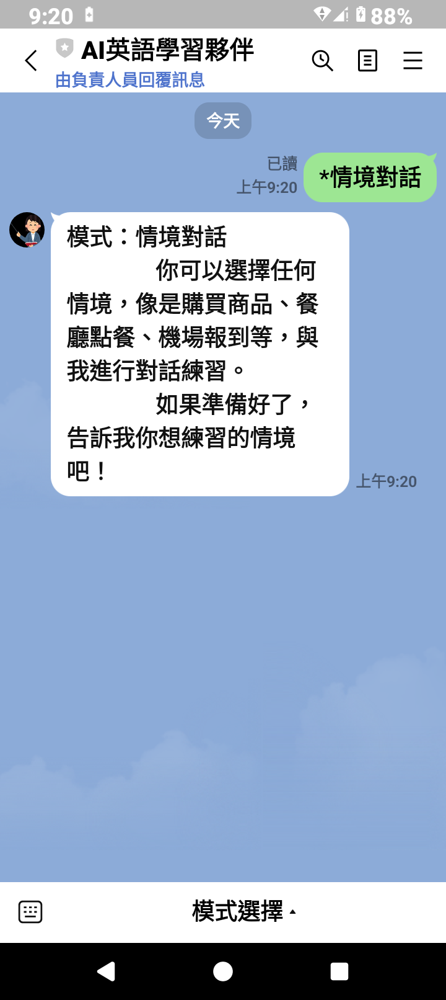 9:20
88%
AI英語學習夥伴
由負責人員回覆訊息
今天
已讀
上午9:20
*情境對話
模式：情境對話
你可以選擇任何
情境，像是購買商品、餐
廳點餐、機場報到等，與
我進行對話練習。
如果準備好了，
告訴我你想練習的情境
吧！
上午9:20
模式選擇